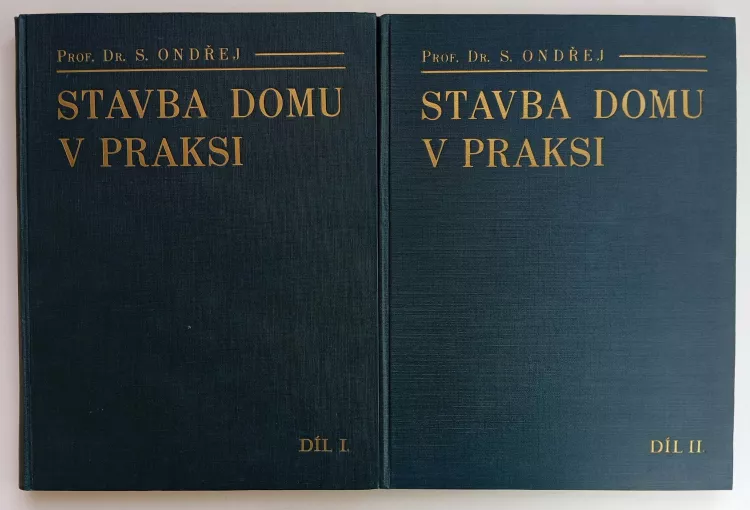 Prof. Dr. S. ONDŘEJ
STAVBA DOMU
V PRAKSI
DÍL I.
Prof. Dr. S. ONDŘEJ
STAVBA DOMU
V PRAKSI
DÍL II.